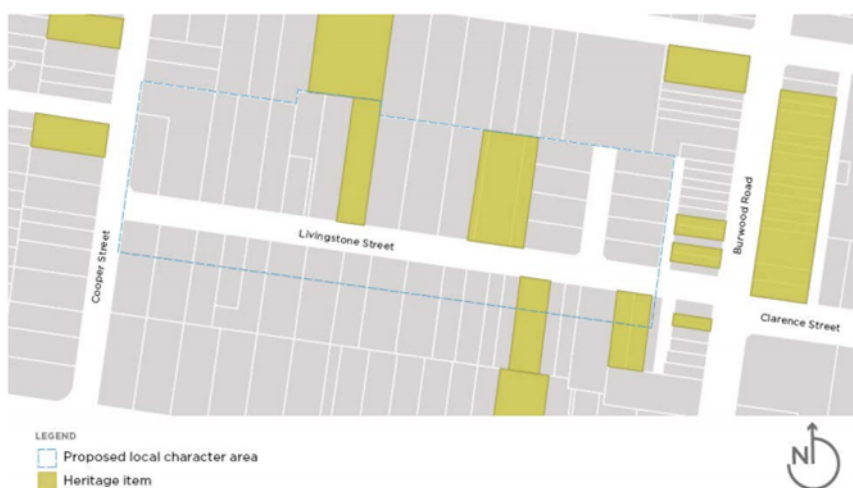 Burwood Road
Livingstone Street
Cooper Street
Clarence Street
LEGEND
Proposed local character area
Heritage item
N